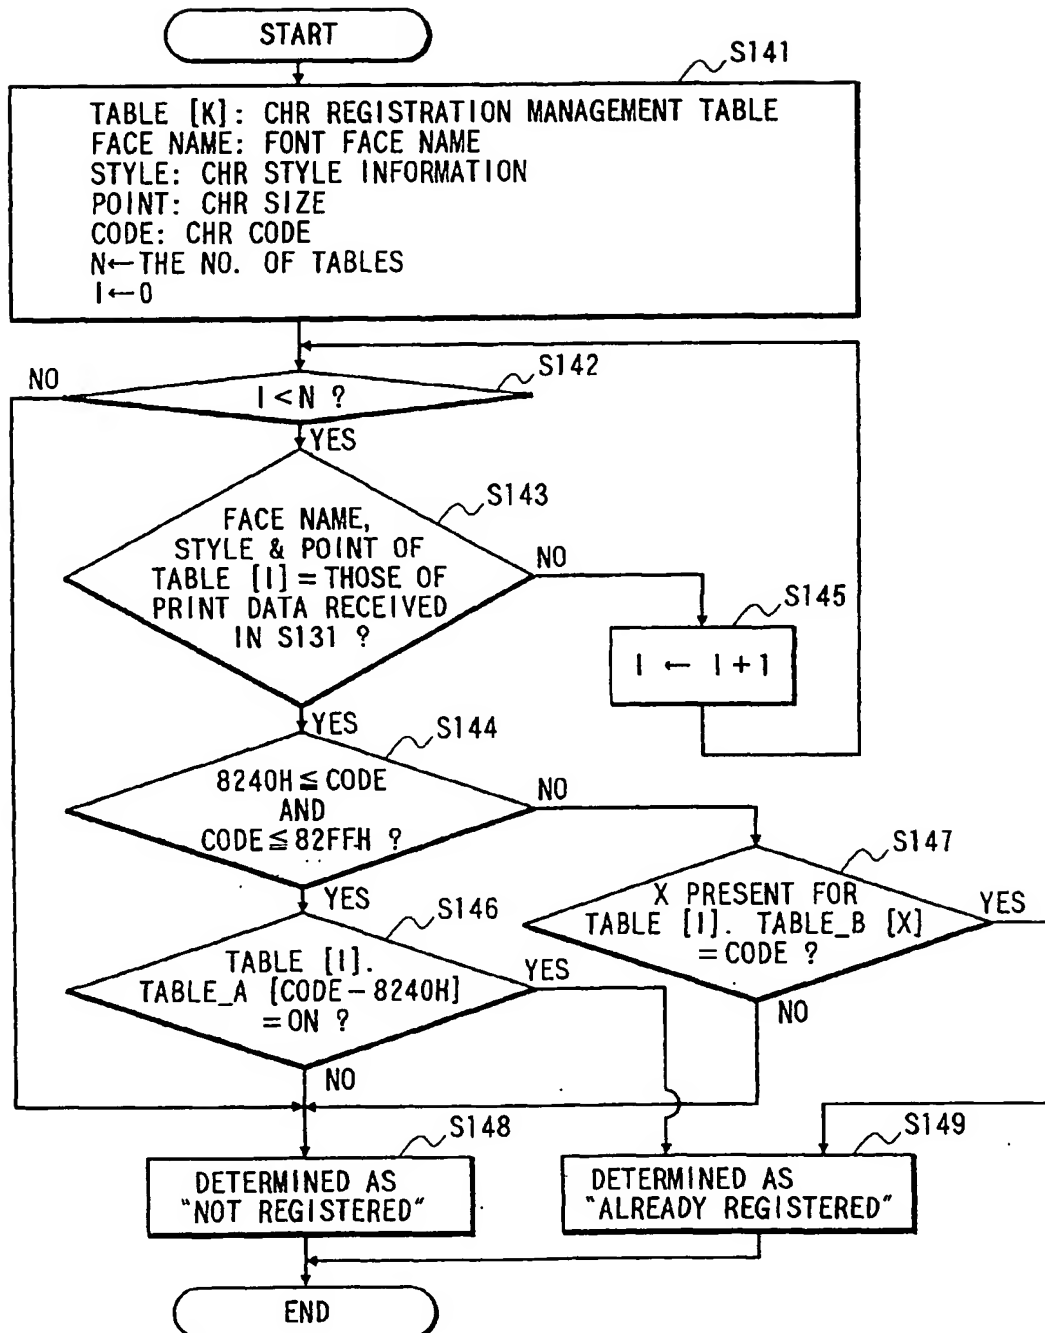 START
S141
TABLE [K]: CHR REGISTRATION MANAGEMENT TABLE
FACE NAME: FONT FACE NAME
STYLE: CHR STYLE INFORMATION
POINT: CHR SIZE
CODE: CHR CODE
N←THE NO. OF TABLES
I←0
S142
NO
I<N ?
YES
S143
FACE NAME,
STYLE & POINT OF
TABLE [I]=THOSE OF
PRINT DATA RECEIVED
IN S131 ?
NO
S145
I ← I+1
YES
S144
8240H≦CODE
AND
CODE≦82FFH ?
NO
S147
X PRESENT FOR
TABLE [I]. TABLE_B [X]
=CODE ?
YES
NO
YES
S146
TABLE [I].
TABLE_A [CODE-8240H]
=ON ?
YES
NO
S148
DETERMINED AS
"NOT REGISTERED"
S149
DETERMINED AS
"ALREADY REGISTERED"
END